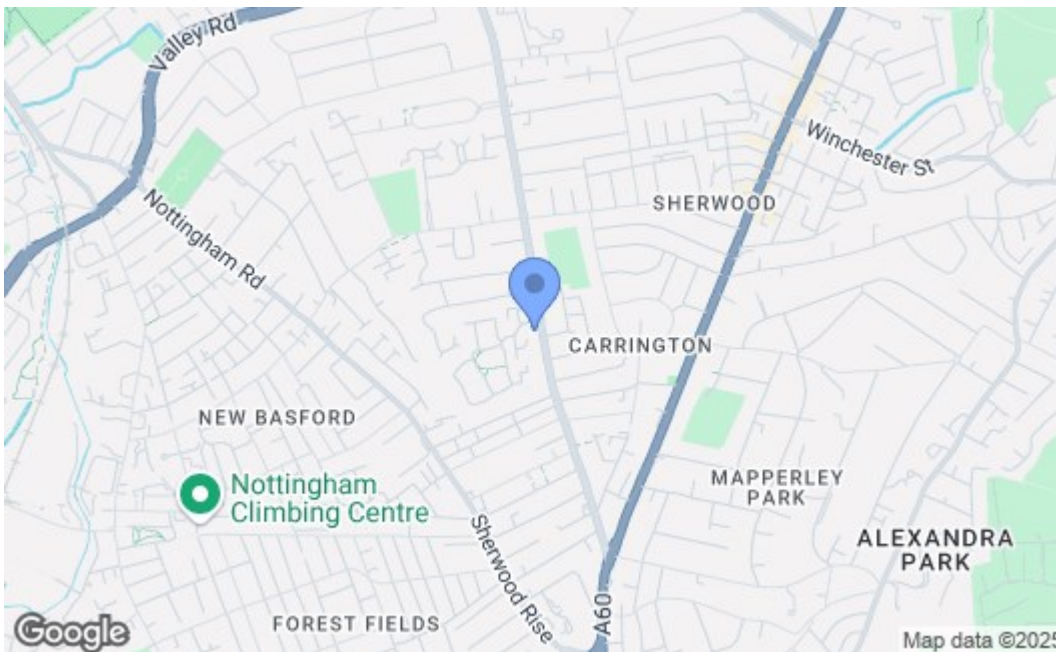 Valley Rd
Winchester St
SHERWOOD
Nottingham Rd
CARRINGTON
NEW BASFORD
MAPPERLEY
PARK
Nottingham
Climbing Centre
Sherwood Rise
ALEXANDRA
PARK
A60
FOREST FIELDS
Google
Map data ©2025